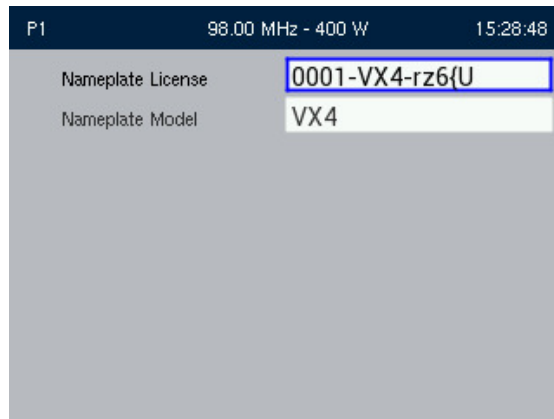 P1 98.00 MHz - 400 W 15:28:48
Nameplate License 0001-VX4-rz6{U
Nameplate Model VX4